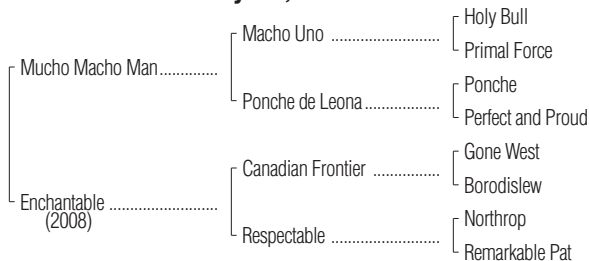 Holy Bull
Macho Uno ......................
Primal Force
Mucho Macho Man ............
Ponche
Ponche de Leona ...............
Perfect and Proud
Gone West
Canadian Frontier .............
Borodislew
Enchantable ......................
(2008)
Northrop
Respectable ......................
Remarkable Pat